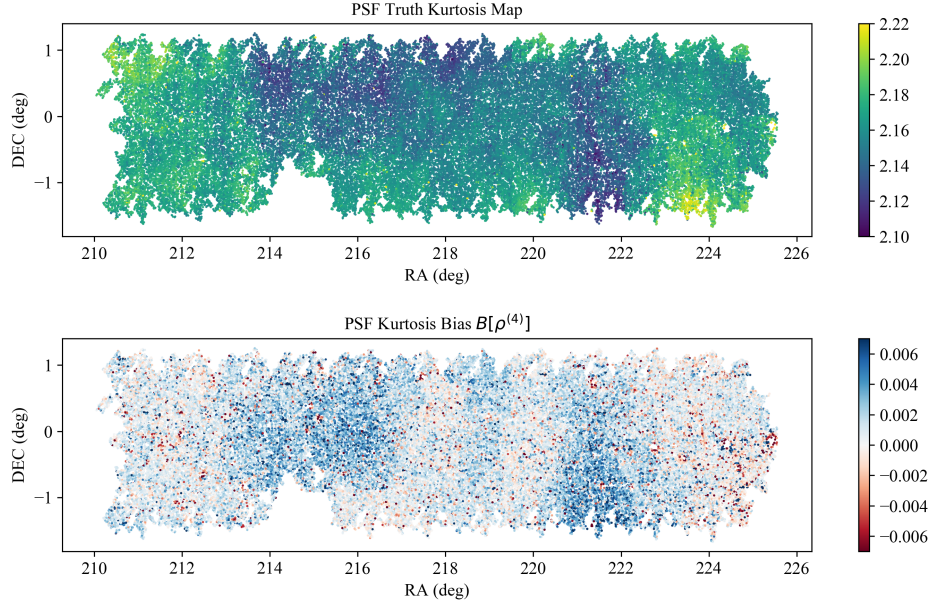 PSF Truth Kurtosis Map
1
0
−1
DEC (deg)
210 212 214 216 218 220 222 224 226
RA (deg)
2.22
2.20
2.18
2.16
2.14
2.12
2.10
PSF Kurtosis Bias B[ρ⁽⁴⁾]
1
0
−1
DEC (deg)
210 212 214 216 218 220 222 224 226
RA (deg)
0.006
0.004
0.002
0.000
−0.002
−0.004
−0.006